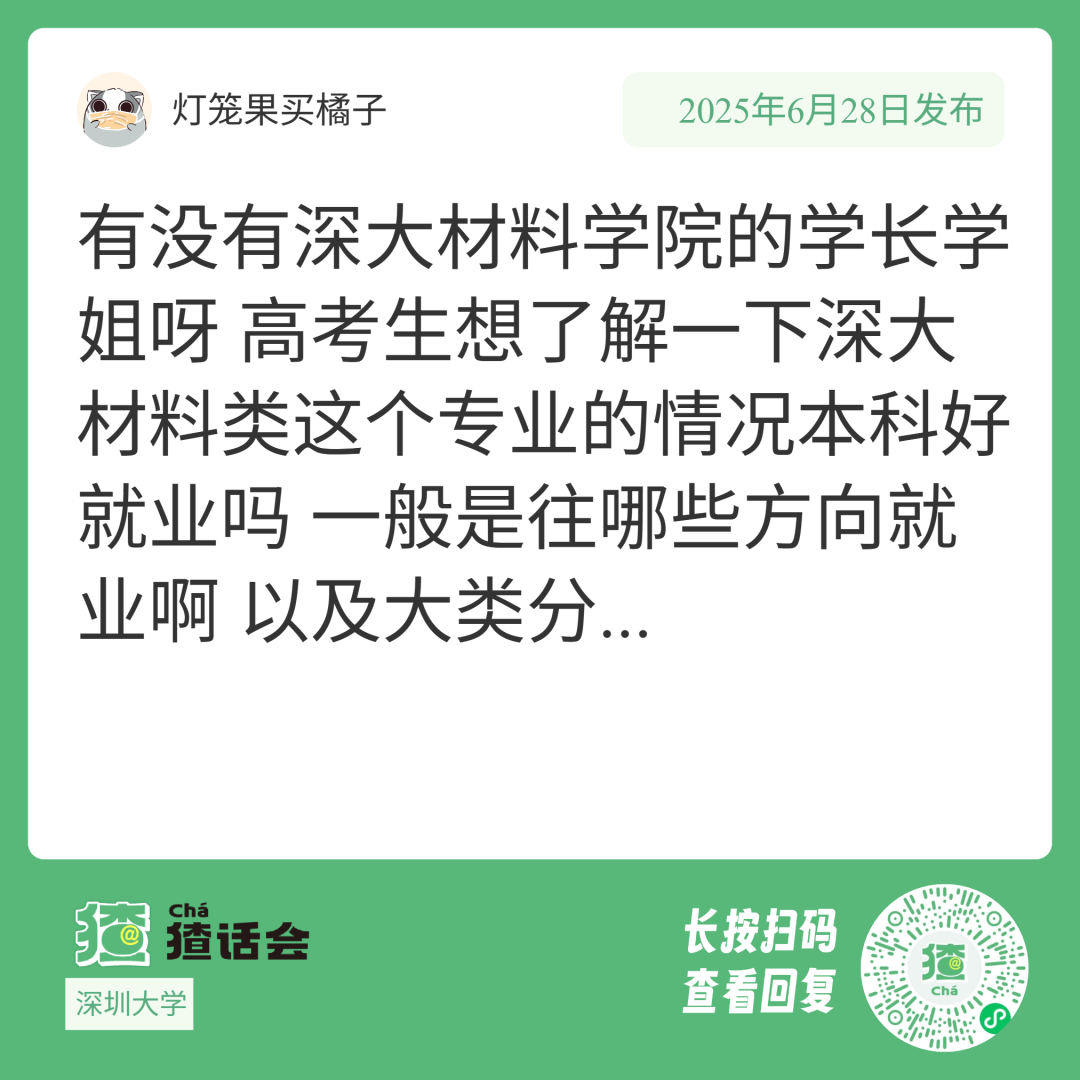 灯笼果买橘子
2025年6月28日发布
有没有深大材料学院的学长学
姐呀 高考生想了解一下深大
材料类这个专业的情况本科好
就业吗 一般是往哪些方向就
业啊 以及大类分...
猹@
Chá
猹话会
深圳大学
长按扫码
查看回复
猹@
Chá